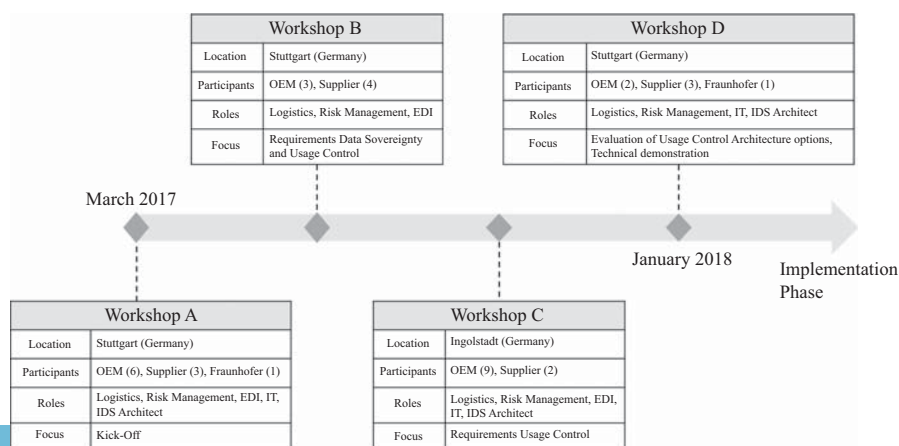 Workshop B
Location Stuttgart (Germany)
Participants OEM (3), Supplier (4)
Roles Logistics, Risk Management, EDI
Focus Requirements Data Sovereignty
and Usage Control
Workshop D
Location Stuttgart (Germany)
Participants OEM (2), Supplier (3), Fraunhofer (1)
Roles Logistics, Risk Management, IT, IDS Architect
Focus Evaluation of Usage Control Architecture options,
Technical demonstration
March 2017
January 2018
Implementation
Phase
Workshop A
Location Stuttgart (Germany)
Participants OEM (6), Supplier (3), Fraunhofer (1)
Roles Logistics, Risk Management, EDI, IT,
IDS Architect
Focus Kick-Off
Workshop C
Location Ingolstadt (Germany)
Participants OEM (9), Supplier (2)
Roles Logistics, Risk Management, EDI,
IT, IDS Architect
Focus Requirements Usage Control